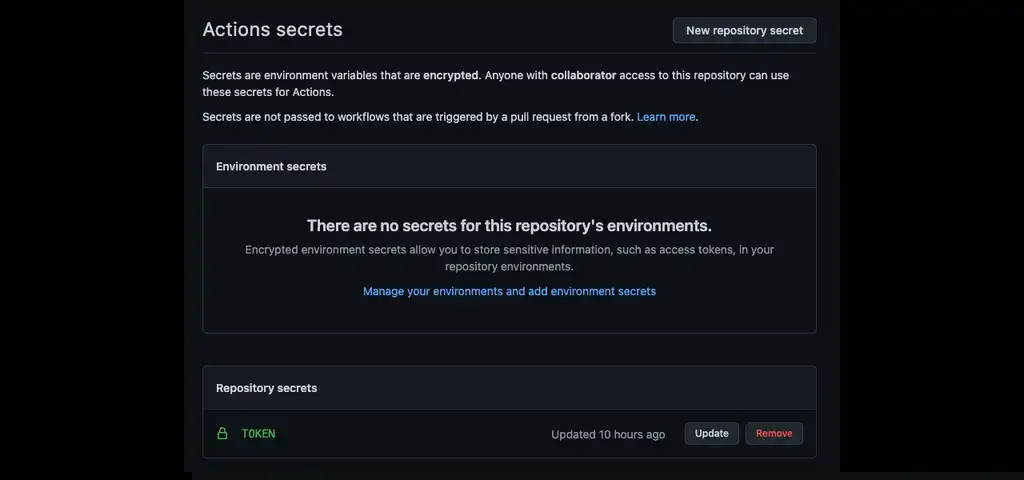 Actions secrets
New repository secret
Secrets are environment variables that are encrypted. Anyone with collaborator access to this repository can use
these secrets for Actions.
Secrets are not passed to workflows that are triggered by a pull request from a fork. Learn more.
Environment secrets
There are no secrets for this repository's environments.
Encrypted environment secrets allow you to store sensitive information, such as access tokens, in your
repository environments.
Manage your environments and add environment secrets
Repository secrets
TOKEN
Updated 10 hours ago
Update
Remove